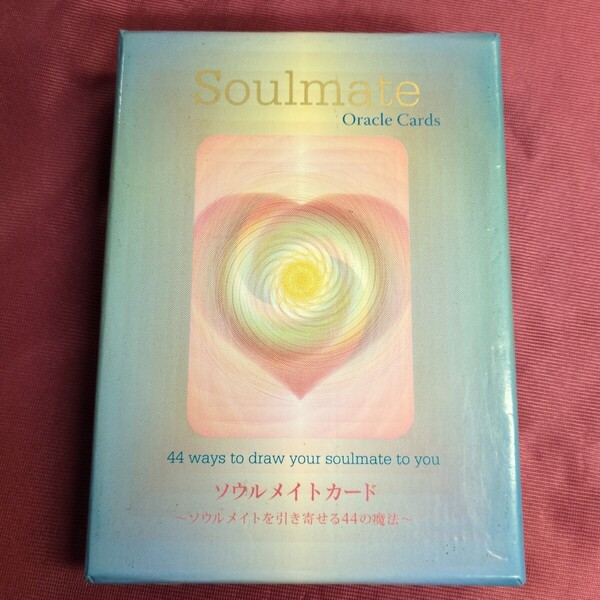 Soulmate
Oracle Cards
44 ways to draw your soulmate to you
ソウルメイトカード
～ソウルメイトを引き寄せる44の魔法～